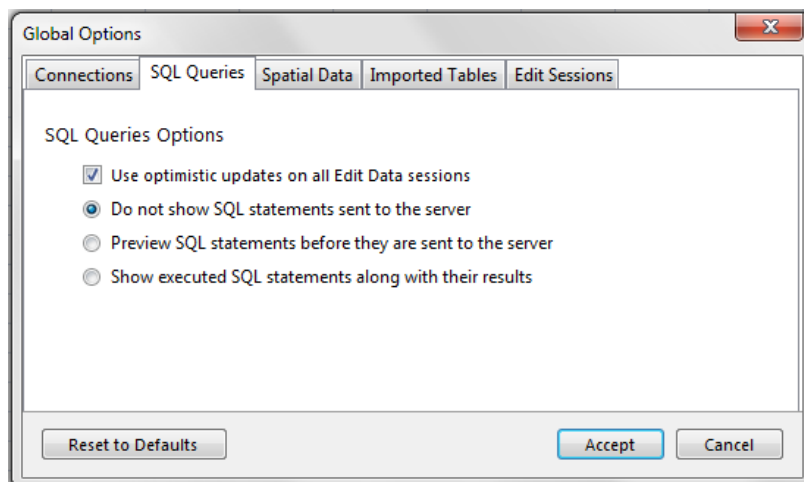 Global Options
Connections SQL Queries Spatial Data Imported Tables Edit Sessions
SQL Queries Options
Use optimistic updates on all Edit Data sessions
Do not show SQL statements sent to the server
Preview SQL statements before they are sent to the server
Show executed SQL statements along with their results
Reset to Defaults Accept Cancel